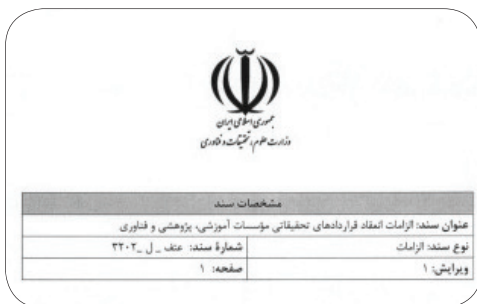 جمهوری اسلامی ایران
وزارت علوم، تحقیقات و فناوری
مشخصات سند
عنوان سند: الزامات انعقاد قراردادهای تحقیقاتی مؤسسات آموزشی، پژوهشی و فناوری
نوع سند: الزامات شمارهٔ سند: عتف _ ل _۳۲۰۲
ویرایش: ۱ صفحه: ۱